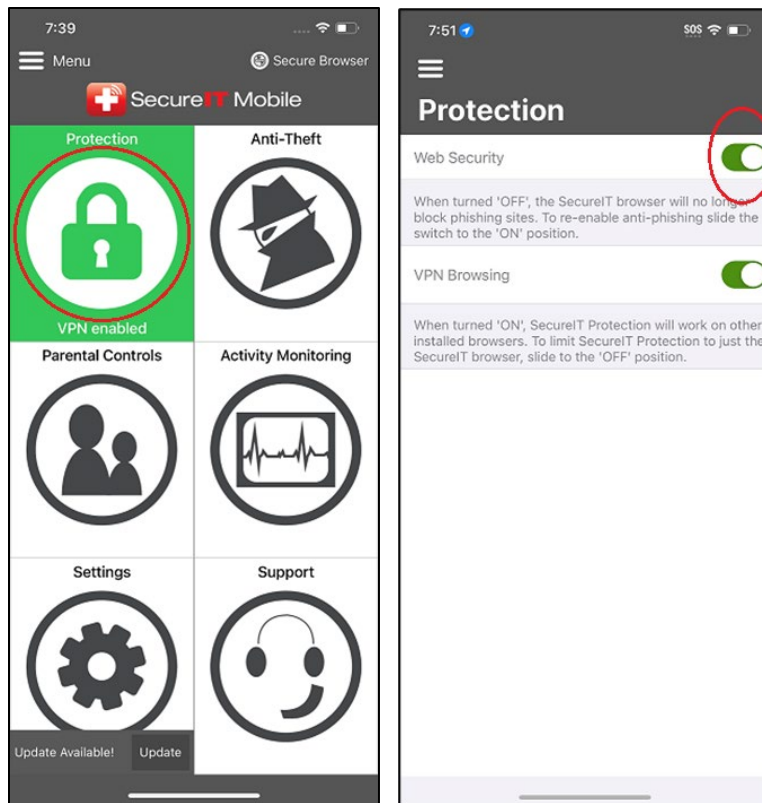 7:39
Menu
Secure Browser
SecureIT Mobile
Protection
Anti-Theft
VPN enabled
Parental Controls
Activity Monitoring
Settings
Support
Update Available!
Update
7:51
SOS
Protection
Web Security
When turned 'OFF', the SecureIT browser will no longer
block phishing sites. To re-enable anti-phishing slide the
switch to the 'ON' position.
VPN Browsing
When turned 'ON', SecureIT Protection will work on other
installed browsers. To limit SecureIT Protection to just the
SecureIT browser, slide to the 'OFF' position.